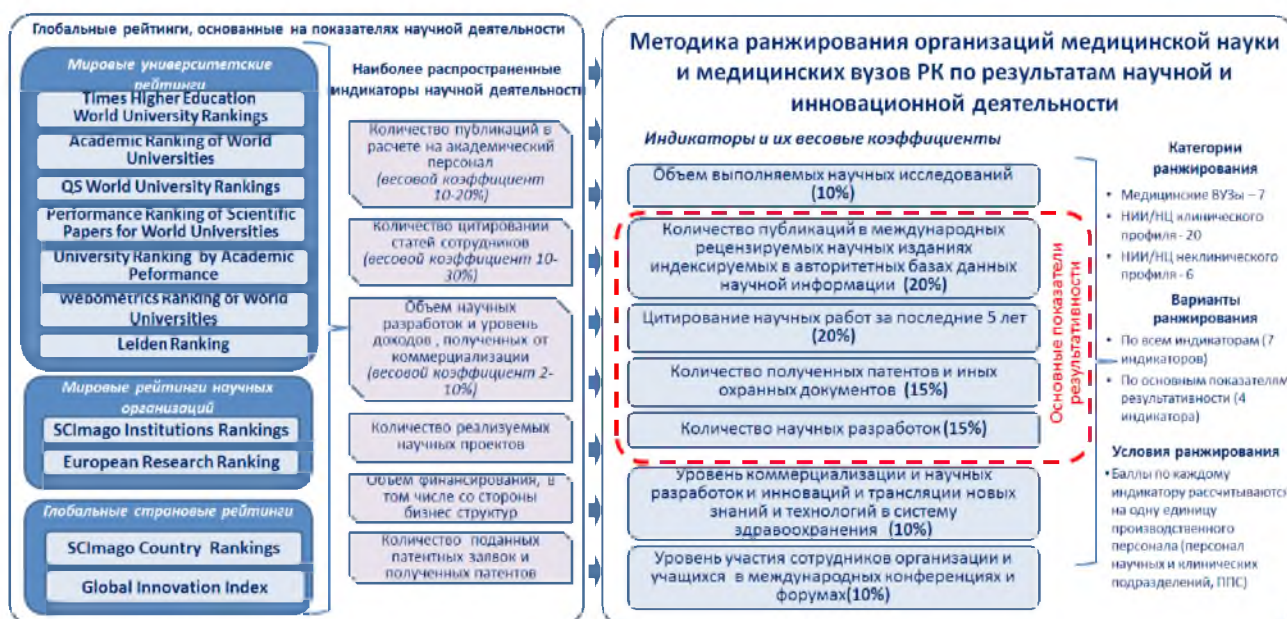 Глобальные рейтинги, основанные на показателях научной деятельности
Мировые университетские
рейтинги
Times Higher Education
World University Rankings
Academic Ranking of World
Universities
QS World University Rankings
Performance Ranking of Scientific
Papers for World Universities
University Ranking by Academic
Peformance
Webometrics Ranking of World
Universities
Leiden Ranking
Мировые рейтинги научных
организаций
SCImago Institutions Rankings
European Research Ranking
Глобальные страновые рейтинги
SCImago Country Rankings
Global Innovation Index
Наиболее распространенные
индикаторы научной деятельности
Количество публикаций в
расчете на академический
персонал
(весовой коэффициент
10-20%)
Количество цитировании
статей сотрудников
(весовой коэффициент 10-
30%)
Объем научных
разработок и уровень
доходов , полученных от
коммерциализации
(весовой коэффициент 2-
10%)
Количество реализуемых
научных проектов
Объем финансирования, в
том числе со стороны
бизнес структур
Количество поданных
патентных заявок и
полученных патентов
Методика ранжирования организаций медицинской науки
и медицинских вузов РК по результатам научной и
инновационной деятельности
Индикаторы и их весовые коэффициенты
Объем выполняемых научных исследований
(10%)
Количество публикаций в международных
рецензируемых научных изданиях
индексируемых в авторитетных базах данных
научной информации (20%)
Цитирование научных работ за последние 5 лет
(20%)
Количество полученных патентов и иных
охранных документов (15%)
Количество научных разработок (15%)
Основные показатели
результативности
Уровень коммерциализации и научных
разработок и инноваций и трансляции новых
знаний и технологий в систему
здравоохранения (10%)
Уровень участия сотрудников организации и
учащихся в международных конференциях и
форумах(10%)
Категории
ранжирования
• Медицинские ВУЗы – 7
• НИИ/НЦ клинического
профиля - 20
• НИИ/НЦ неклинического
профиля - 6
Варианты
ранжирования
• По всем индикаторам (7
индикаторов)
• По основным показателям
результативности (4
индикатора)
Условия ранжирования
• Баллы по каждому
индикатору рассчитываются
на одну единицу
производственного
персонала (персонал
научных и клинических
подразделений, ППС)